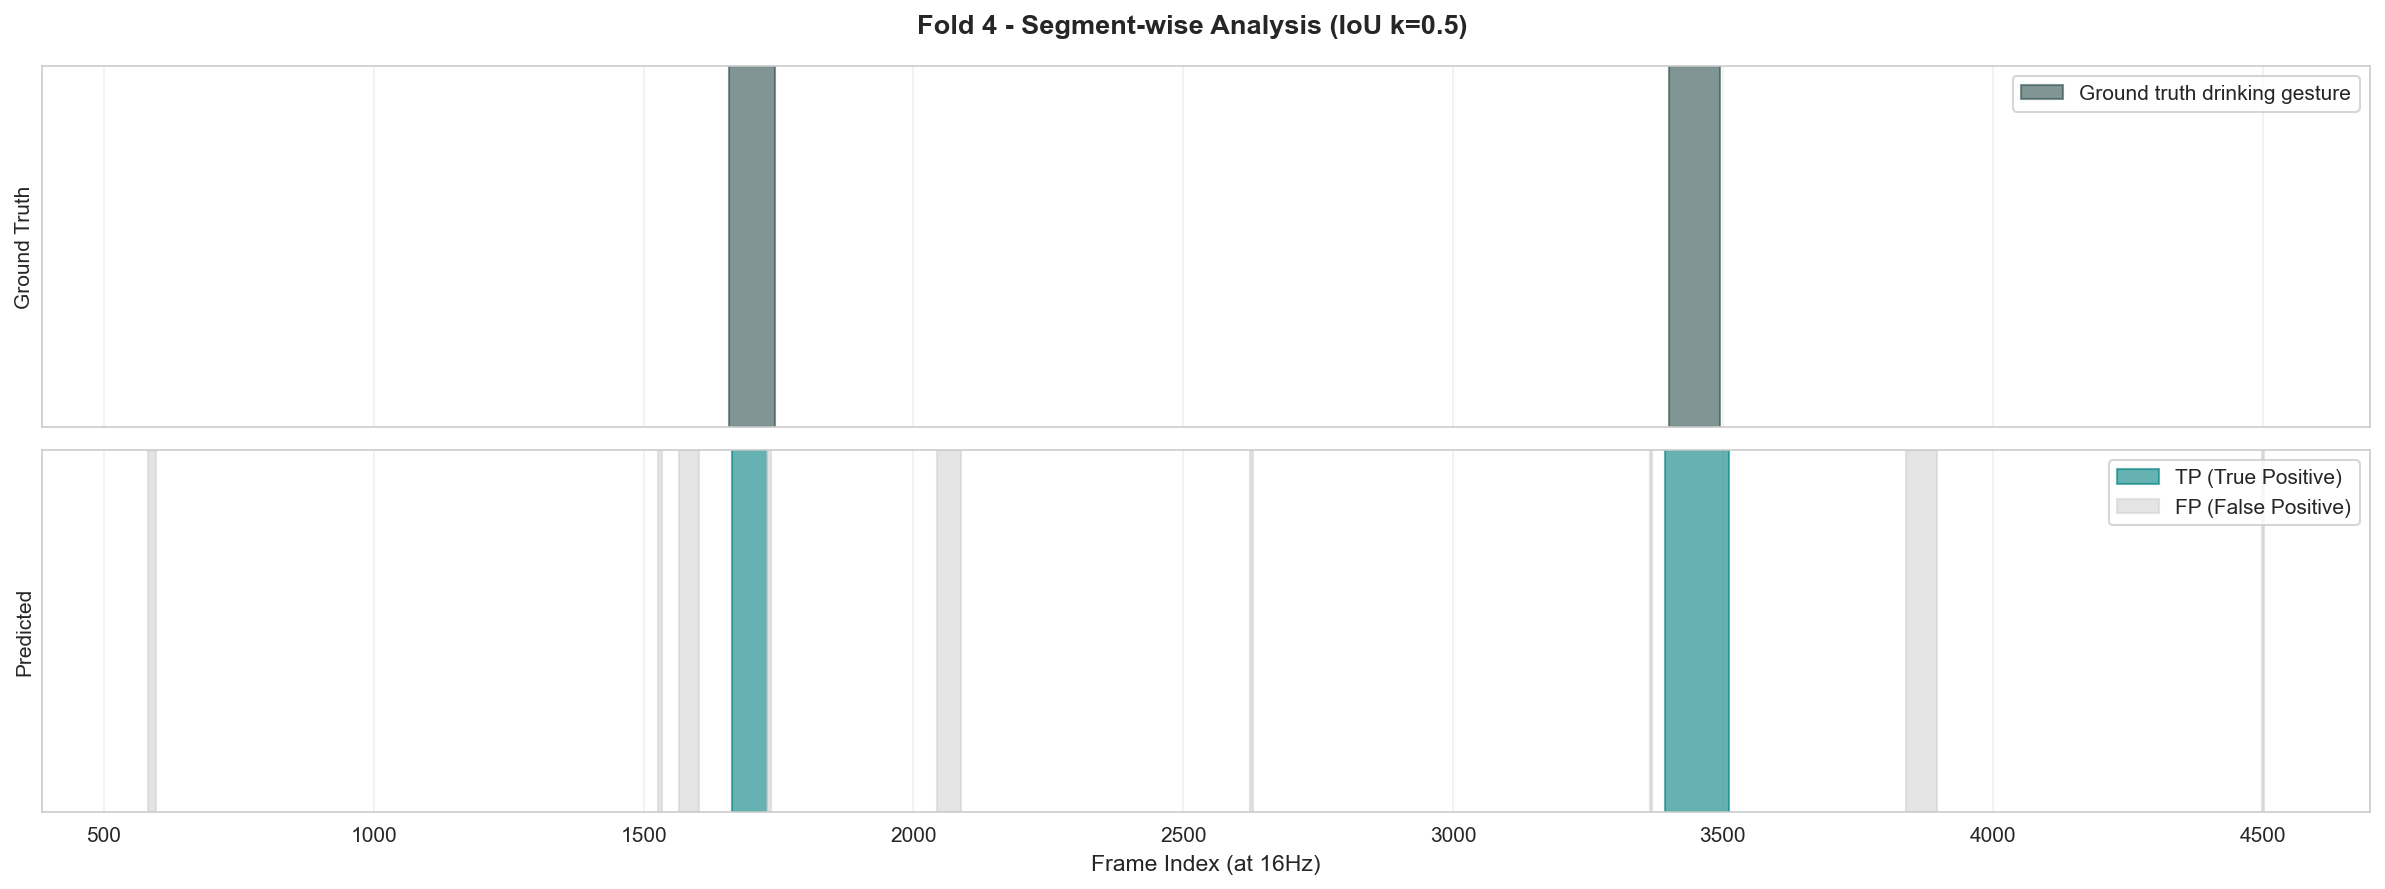 Fold 4 - Segment-wise Analysis (IoU k=0.5)
Ground Truth
Ground truth drinking gesture
Predicted
TP (True Positive)
FP (False Positive)
500 1000 1500 2000 2500 3000 3500 4000 4500
Frame Index (at 16Hz)